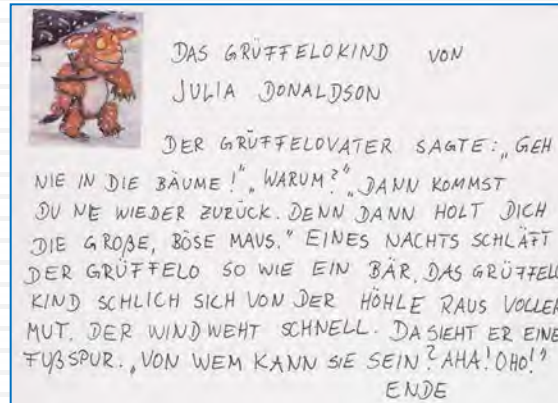 DAS GRÜFFELOKIND VON
JULIA DONALDSON
DER GRÜFFELOVATER SAGTE: „GEH
NIE IN DIE BÄUME!" „WARUM?" „DANN KOMMST
DU NE WIEDER ZURÜCK. DENN DANN HOLT DICH
DIE GROßE, BÖSE MAUS." EINES NACHTS SCHLÄFT
DER GRÜFFELO SO WIE EIN BÄR. DAS GRÜFFELO
KIND SCHLICH SICH VON DER HÖHLE RAUS VOLLER
MUT. DER WIND WEHT SCHNELL. DA SIEHT ER EINE
FUßSPUR. „VON WEM KANN SIE SEIN? AHA! OHO!"
ENDE